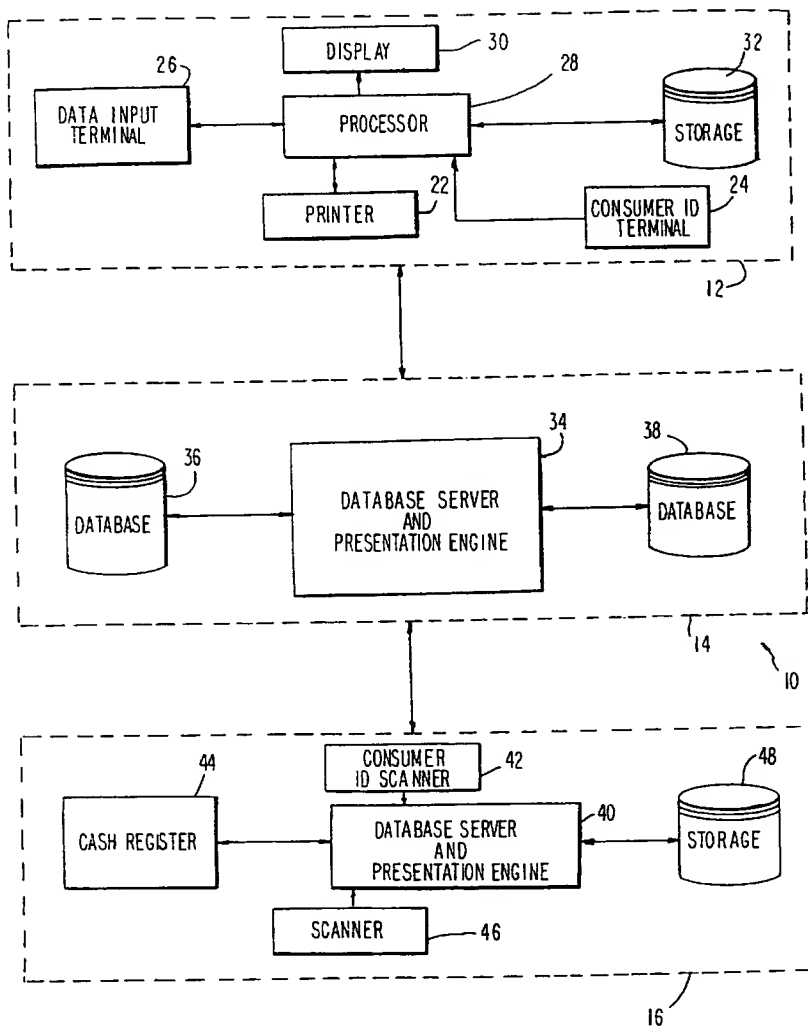 DISPLAY
30
26
28
32
DATA INPUT
TERMINAL
PROCESSOR
STORAGE
22
24
PRINTER
CONSUMER ID
TERMINAL
12
34
36
38
DATABASE
DATABASE SERVER
AND
PRESENTATION ENGINE
DATABASE
14
10
44
CONSUMER
ID SCANNER
42
48
40
CASH REGISTER
DATABASE SERVER
AND
PRESENTATION ENGINE
STORAGE
SCANNER
46
16